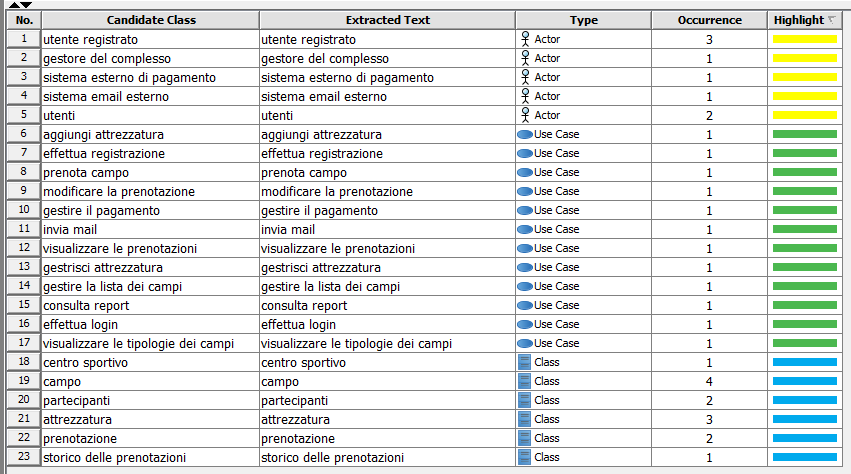 No. Candidate Class Extracted Text Type Occurrence Highlight
1 utente registrato utente registrato Actor 3
2 gestore del complesso gestore del complesso Actor 1
3 sistema esterno di pagamento sistema esterno di pagamento Actor 1
4 sistema email esterno sistema email esterno Actor 1
5 utenti utenti Actor 2
6 aggiungi attrezzatura aggiungi attrezzatura Use Case 1
7 effettua registrazione effettua registrazione Use Case 1
8 prenota campo prenota campo Use Case 1
9 modificare la prenotazione modificare la prenotazione Use Case 1
10 gestire il pagamento gestire il pagamento Use Case 1
11 invia mail invia mail Use Case 1
12 visualizzare le prenotazioni visualizzare le prenotazioni Use Case 1
13 gestrisci attrezzatura gestrisci attrezzatura Use Case 1
14 gestire la lista dei campi gestire la lista dei campi Use Case 1
15 consulta report consulta report Use Case 1
16 effettua login effettua login Use Case 1
17 visualizzare le tipologie dei campi visualizzare le tipologie dei campi Use Case 1
18 centro sportivo centro sportivo Class 1
19 campo campo Class 4
20 partecipanti partecipanti Class 2
21 attrezzatura attrezzatura Class 3
22 prenotazione prenotazione Class 2
23 storico delle prenotazioni storico delle prenotazioni Class 1